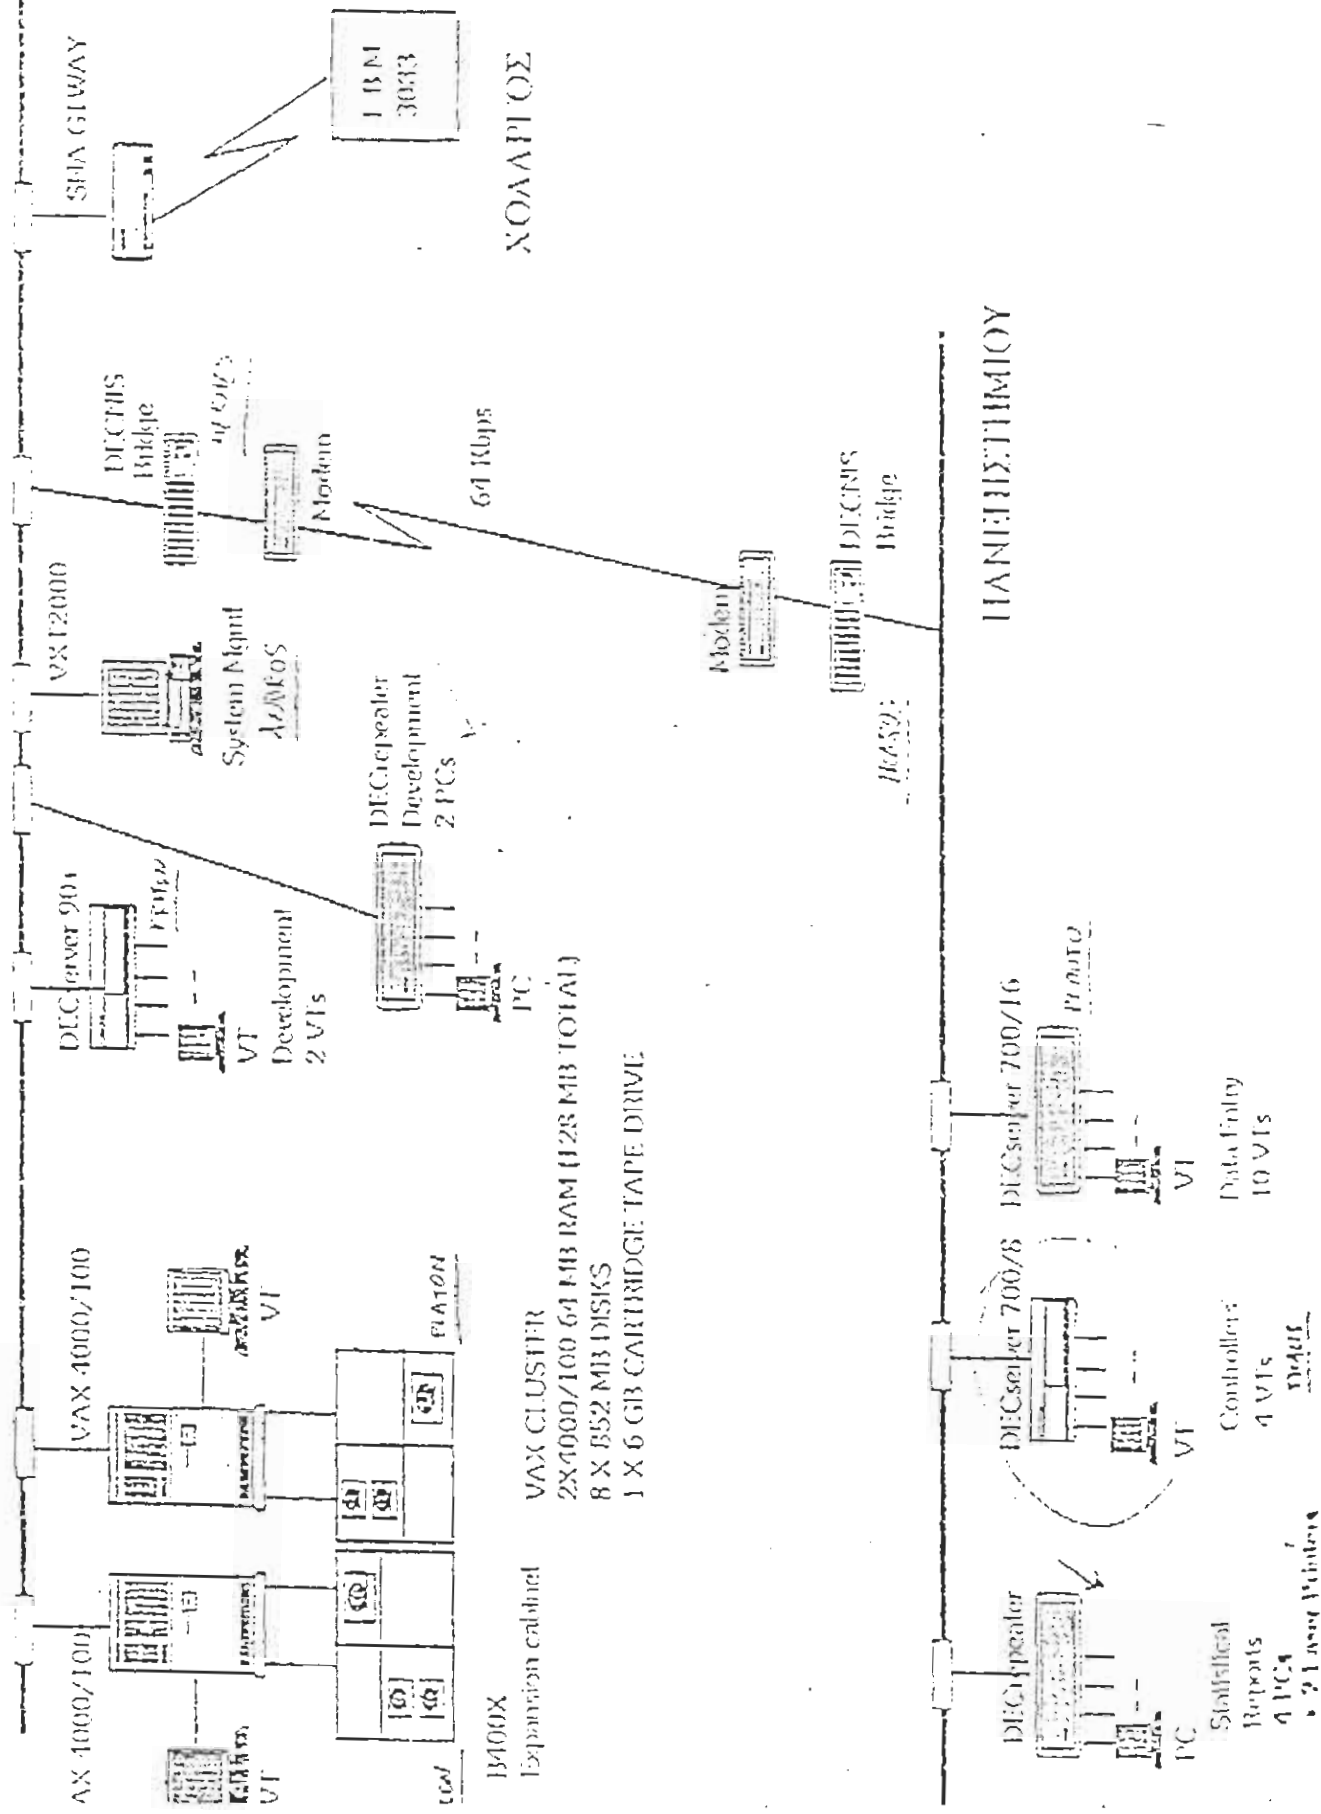 VAX 4000/100
VT
VAX 4000/100
VT
PLATON
B400X
Expansion cabinet
VAX CLUSTER
2X4000/100 64 MB RAM (128 MB TOTAL)
8 X 852 MB DISKS
1 X 6 GB CARTRIDGE TAPE DRIVE
DECserver 90+
VT
Development
2 VTs
DECrepeater
Development
2 PCs
PC
VXT2000
System Mgmt
DECNIS
Bridge
Modem
64 Kbps
SNA GTWAY
IBM
3083
ΧΟΛΑΡΓΟΣ
Modem
DECNIS
Bridge
ΠΑΝΕΠΙΣΤΗΜΙΟΥ
DECrepeater
PC
Statistical
Reports
4 PCs
DECserver 700/8
VT
Controllers
4 VTs
DECserver 700/16
VT
Data Entry
10 VTs